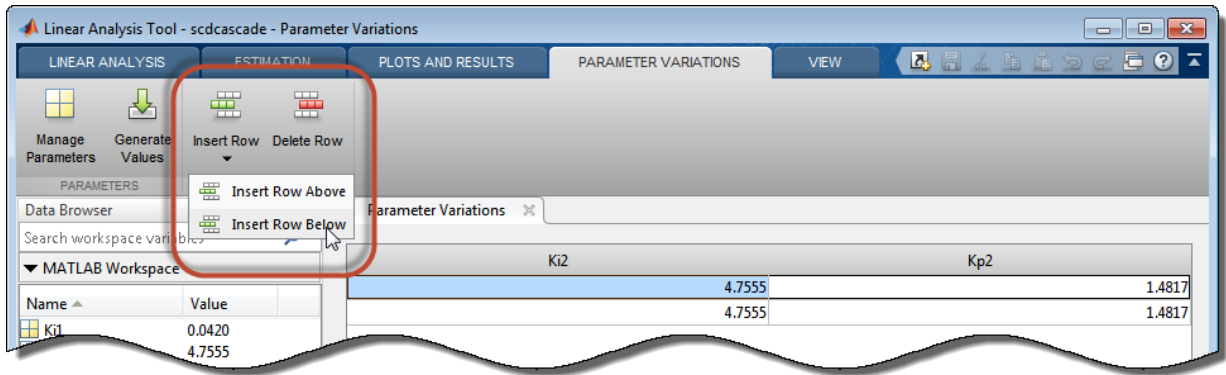 Linear Analysis Tool - scdcascade - Parameter Variations
LINEAR ANALYSIS ESTIMATION PLOTS AND RESULTS PARAMETER VARIATIONS VIEW
Manage Parameters
Generate Values
Insert Row
Delete Row
PARAMETERS
Insert Row Above
Insert Row Below
Data Browser
Search workspace variables
MATLAB Workspace
Name Value
Ki1 0.0420
4.7555
Parameter Variations
Ki2 Kp2
4.7555 1.4817
4.7555 1.4817